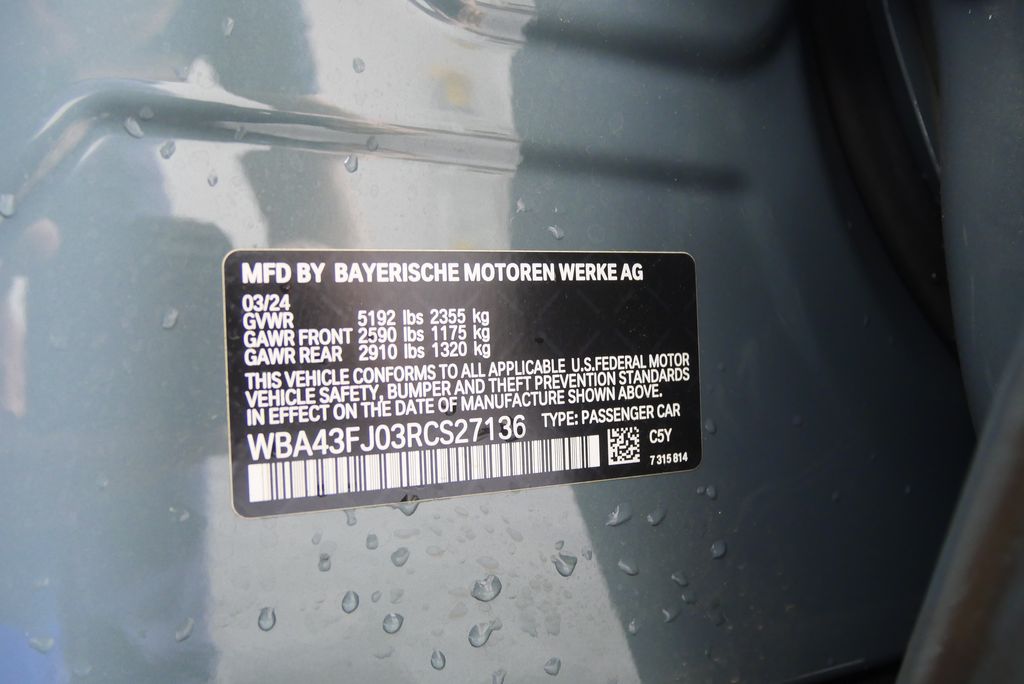 MFD BY BAYERISCHE MOTOREN WERKE AG
03/24
GVWR 5192 lbs 2355 kg
GAWR FRONT 2590 lbs 1175 kg
GAWR REAR 2910 lbs 1320 kg
THIS VEHICLE CONFORMS TO ALL APPLICABLE U.S.FEDERAL MOTOR
VEHICLE SAFETY, BUMPER AND THEFT PREVENTION STANDARDS
IN EFFECT ON THE DATE OF MANUFACTURE SHOWN ABOVE.
WBA43FJ03RCS27136 TYPE: PASSENGER CAR
C5Y
7 315 814